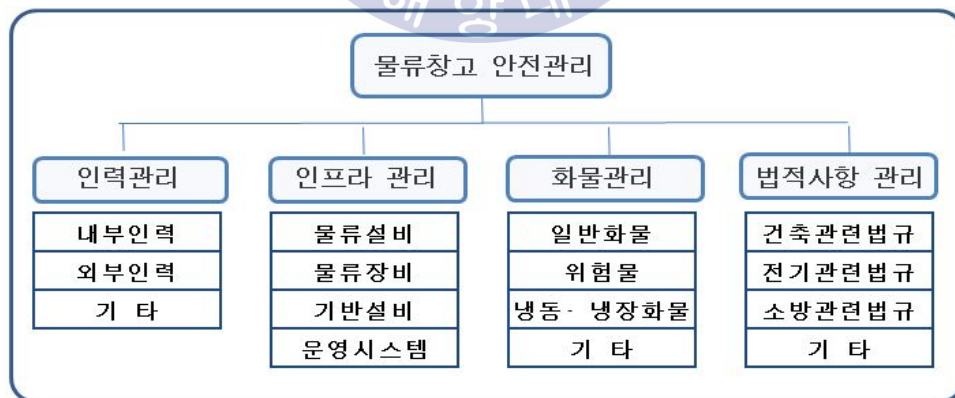 해양대
물류창고 안전관리
인력관리
내부인력
외부인력
기 타
인프라 관리
물류설비
물류장비
기반설비
운영시스템
화물관리
일반화물
위험물
냉동· 냉장화물
기 타
법적사항 관리
건축관련법규
전기관련법규
소방관련법규
기 타